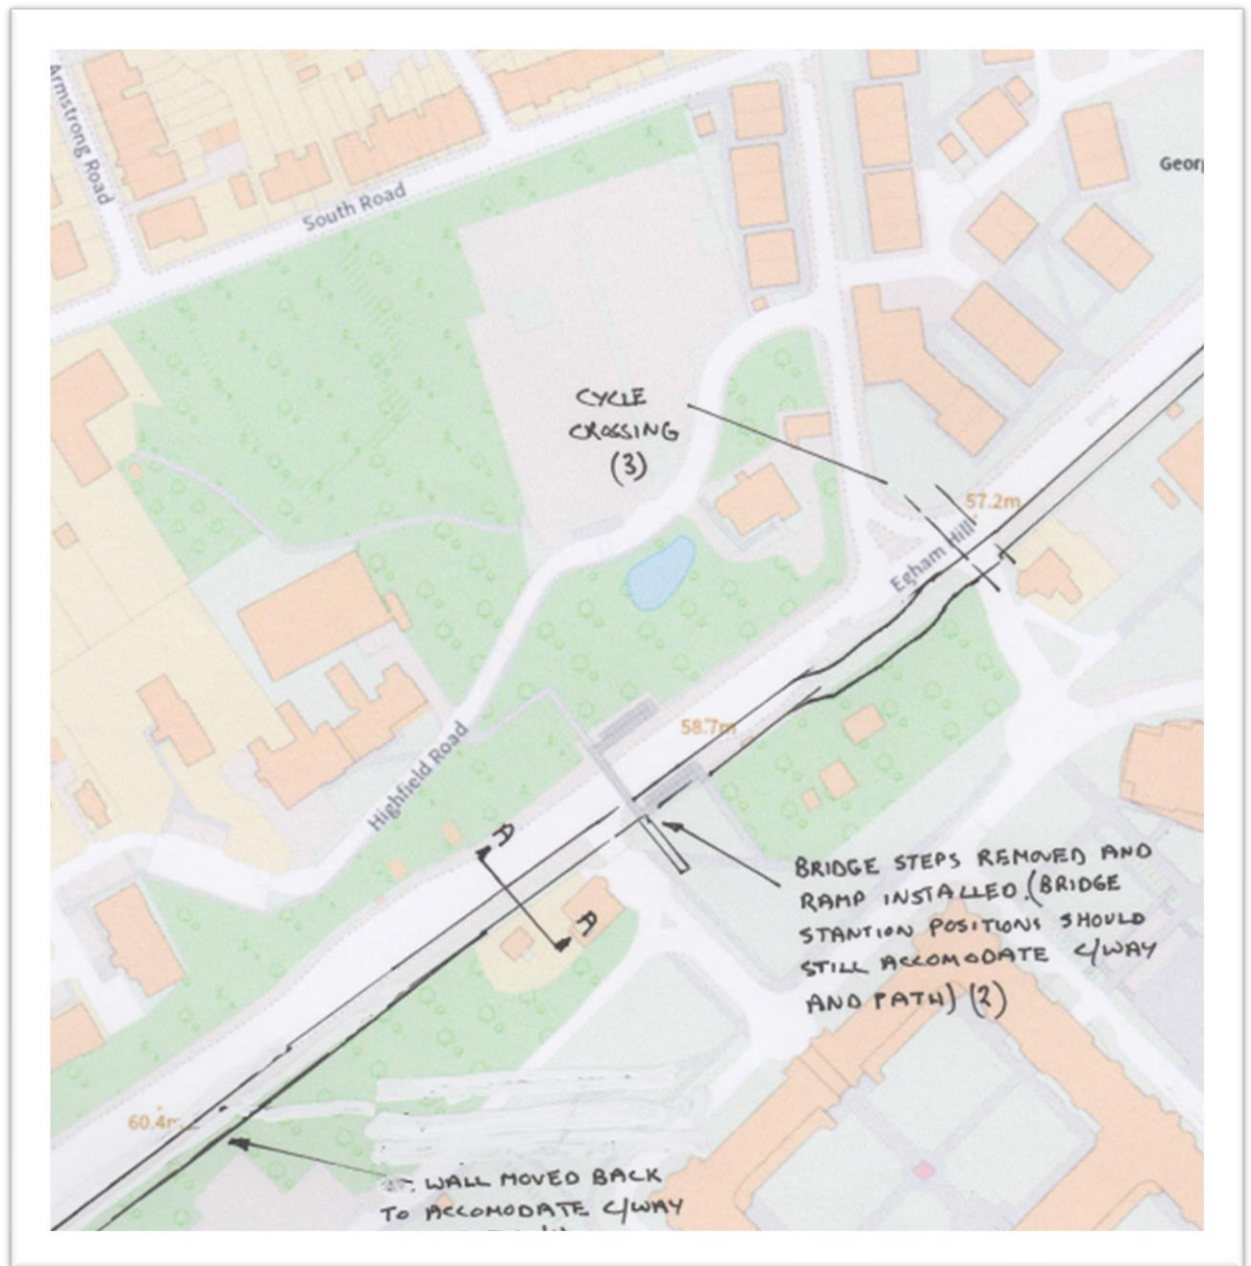 Armstrong Road
South Road
Geor
CYCLE
CROSSING
(3)
57.2m
Egham Hill
58.7m
Highfield Road
A
A
BRIDGE STEPS REMOVED AND
RAMP INSTALLED. (BRIDGE
STANTION POSITIONS SHOULD
STILL ACCOMODATE C/WAY
AND PATH) (2)
60.4m
WALL MOVED BACK
TO ACCOMODATE C/WAY